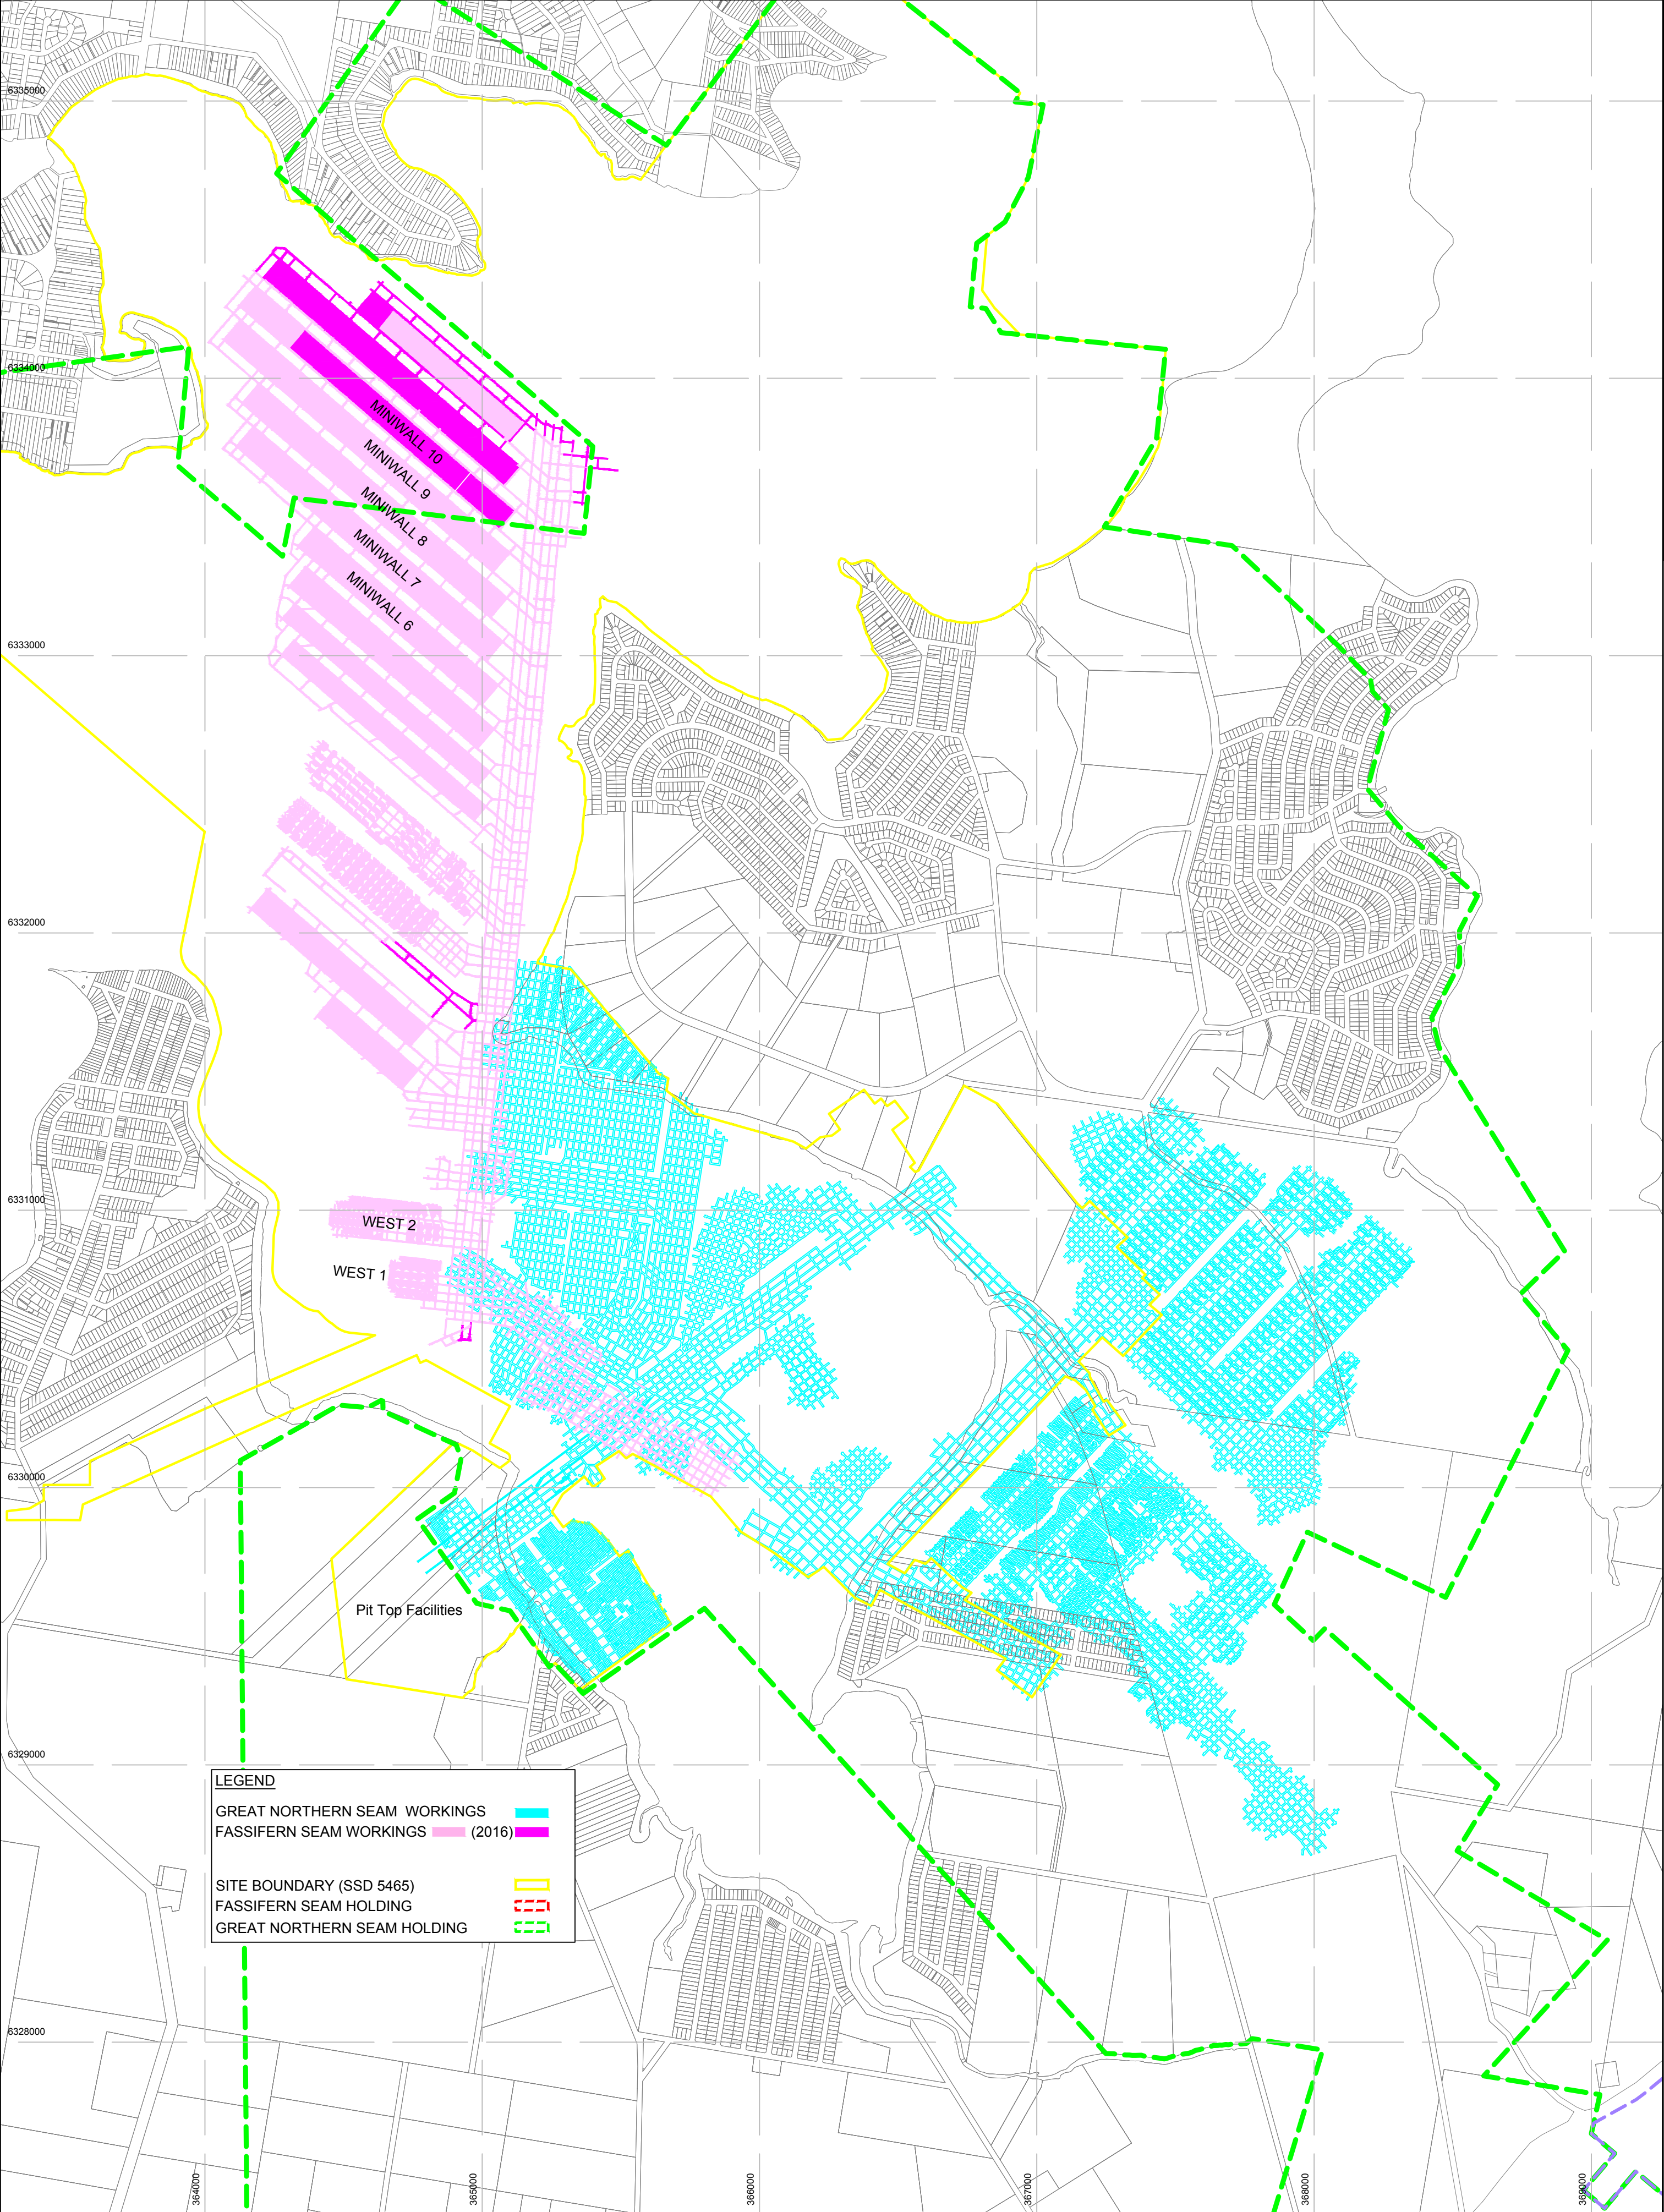 6335000
6334000
MINIWALL 10
MINIWALL 9
MINIWALL 8
MINIWALL 7
MINIWALL 6
6333000
6332000
6331000
WEST 2
WEST 1
6330000
Pit Top Facilities
6329000
LEGEND
GREAT NORTHERN SEAM WORKINGS
FASSIFERN SEAM WORKINGS (2016)
SITE BOUNDARY (SSD 5465)
FASSIFERN SEAM HOLDING
GREAT NORTHERN SEAM HOLDING
6328000
364000
365000
366000
367000
368000
369000